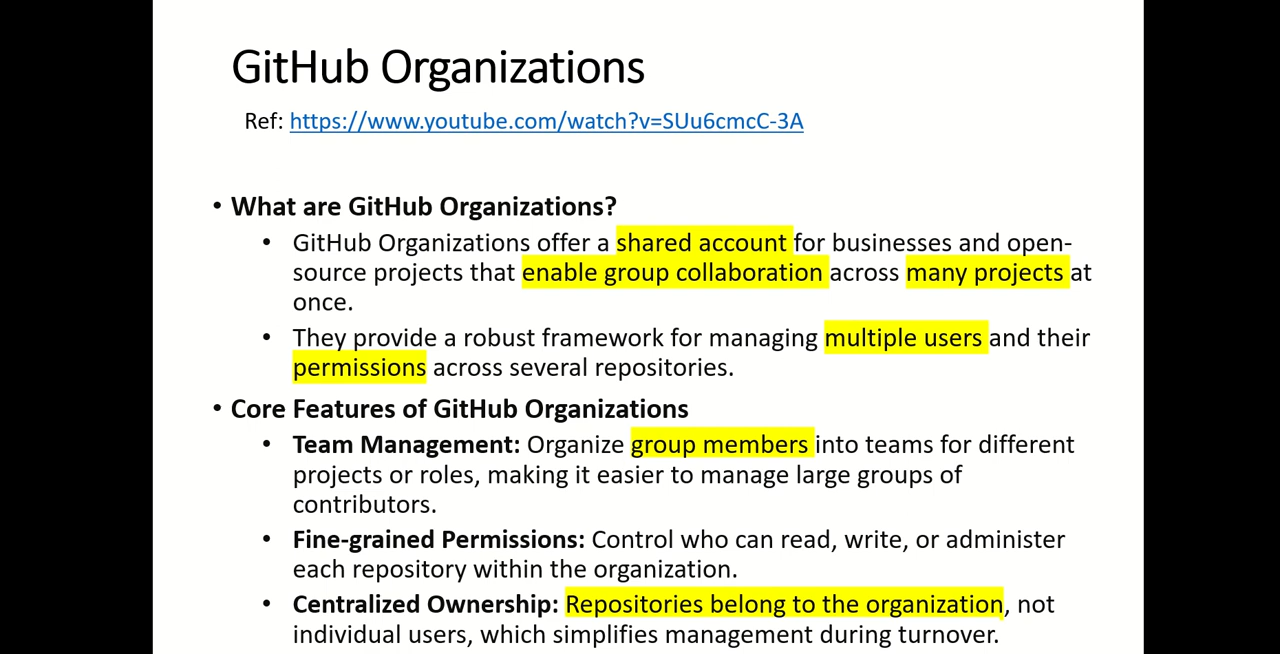 GitHub Organizations
Ref: https://www.youtube.com/watch?v=SUu6cmcC-3A
• What are GitHub Organizations?
• GitHub Organizations offer a shared account for businesses and open-
source projects that enable group collaboration across many projects at
once.
• They provide a robust framework for managing multiple users and their
permissions across several repositories.
• Core Features of GitHub Organizations
• Team Management: Organize group members into teams for different
projects or roles, making it easier to manage large groups of
contributors.
• Fine-grained Permissions: Control who can read, write, or administer
each repository within the organization.
• Centralized Ownership: Repositories belong to the organization, not
individual users, which simplifies management during turnover.